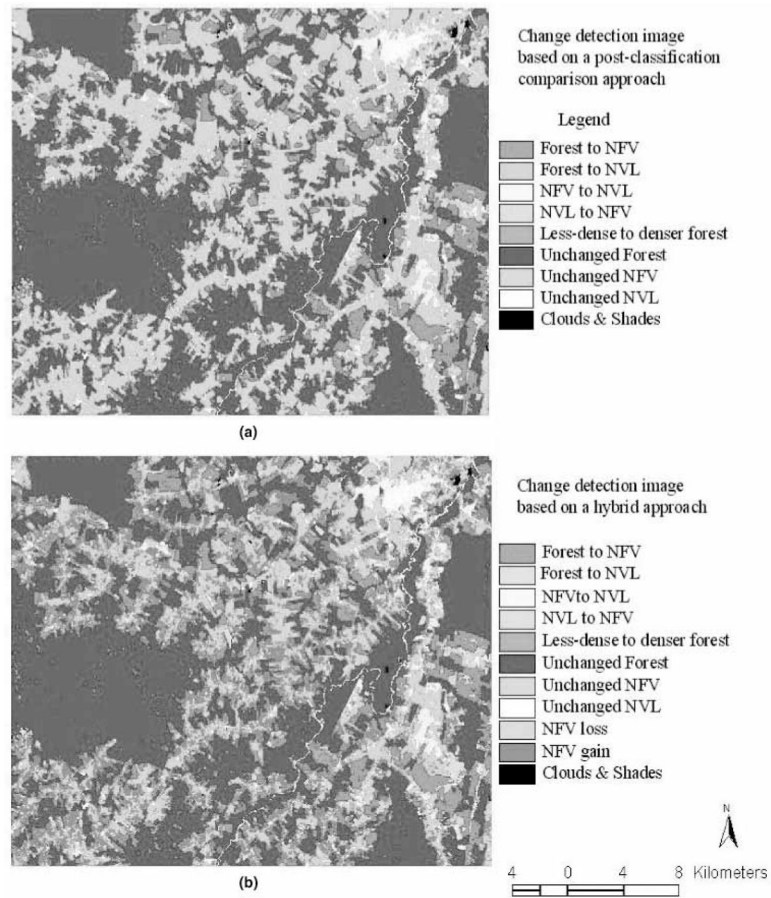 Change detection image
based on a post-classification
comparison approach
Legend
Forest to NFV
Forest to NVL
NFV to NVL
NVL to NFV
Less-dense to denser forest
Unchanged Forest
Unchanged NFV
Unchanged NVL
Clouds & Shades
(a)
Change detection image
based on a hybrid approach
Forest to NFV
Forest to NVL
NFVto NVL
NVL to NFV
Less-dense to denser forest
Unchanged Forest
Unchanged NFV
Unchanged NVL
NFV loss
NFV gain
Clouds & Shades
N
4 0 4 8 Kilometers
(b)